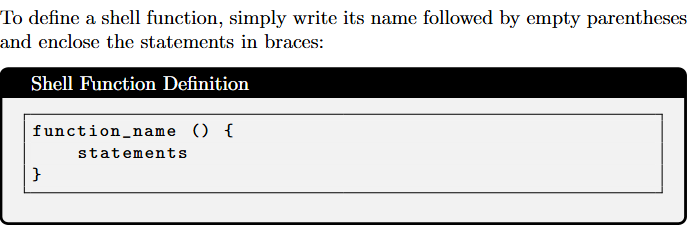 To define a shell function, simply write its name followed by empty parentheses
and enclose the statements in braces:
Shell Function Definition
function_name () {
    statements
}